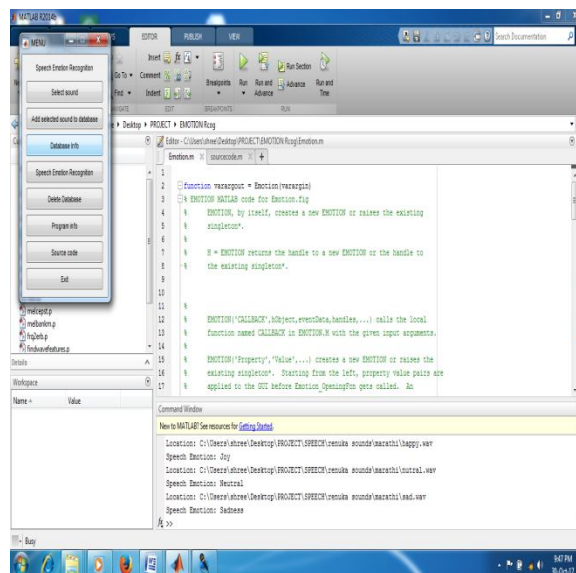 MATLAB R2014b
MENU
Speech Emotion Recognition
Select sound
Add selected sound to database
Database Info
Speech Emotion Recognition
Delete Database
Program info
Source code
Exit
EDITOR PUBLISH VIEW
Search Documentation
Insert
Go To Comment
Find Indent
Breakpoints Run Run and Advance Run Section Advance Run and Time
EDIT BREAKPOINTS RUN
Desktop PROJECT EMOTION Rcog
Editor - C:\Users\shree\Desktop\PROJECT\EMOTION Rcog\Emotion.m
Emotion.m sourcecode.m
1
2 function varargout = Emotion(varargin)
3 % EMOTION MATLAB code for Emotion.fig
4 % EMOTION, by itself, creates a new EMOTION or raises the existing
5 % singleton*.
6 %
7 % H = EMOTION returns the handle to a new EMOTION or the handle to
8 % the existing singleton*.
9
10
11 %
12 % EMOTION('CALLBACK',hObject,eventData,handles,...) calls the local
13 % function named CALLBACK in EMOTION.M with the given input arguments.
14 %
15 % EMOTION('Property','Value',...) creates a new EMOTION or raises the
16 % existing singleton*. Starting from the left, property value pairs are
17 % applied to the GUI before Emotion_OpeningFcn gets called. An
melcepst.p
melbankm.p
frq2erb.p
findwavefeatures.p
Details
Workspace
Name Value
Command Window
New to MATLAB? See resources for Getting Started.
Location: C:\Users\shree\Desktop\PROJECT\SPEECH\renuka sounds\marathi\happy.wav
Speech Emotion: Joy
Location: C:\Users\shree\Desktop\PROJECT\SPEECH\renuka sounds\marathi\nutral.wav
Speech Emotion: Neutral
Location: C:\Users\shree\Desktop\PROJECT\SPEECH\renuka sounds\marathi\sad.wav
Speech Emotion: Sadness
fx >>
Busy
9:47 PM
30-Oct-17